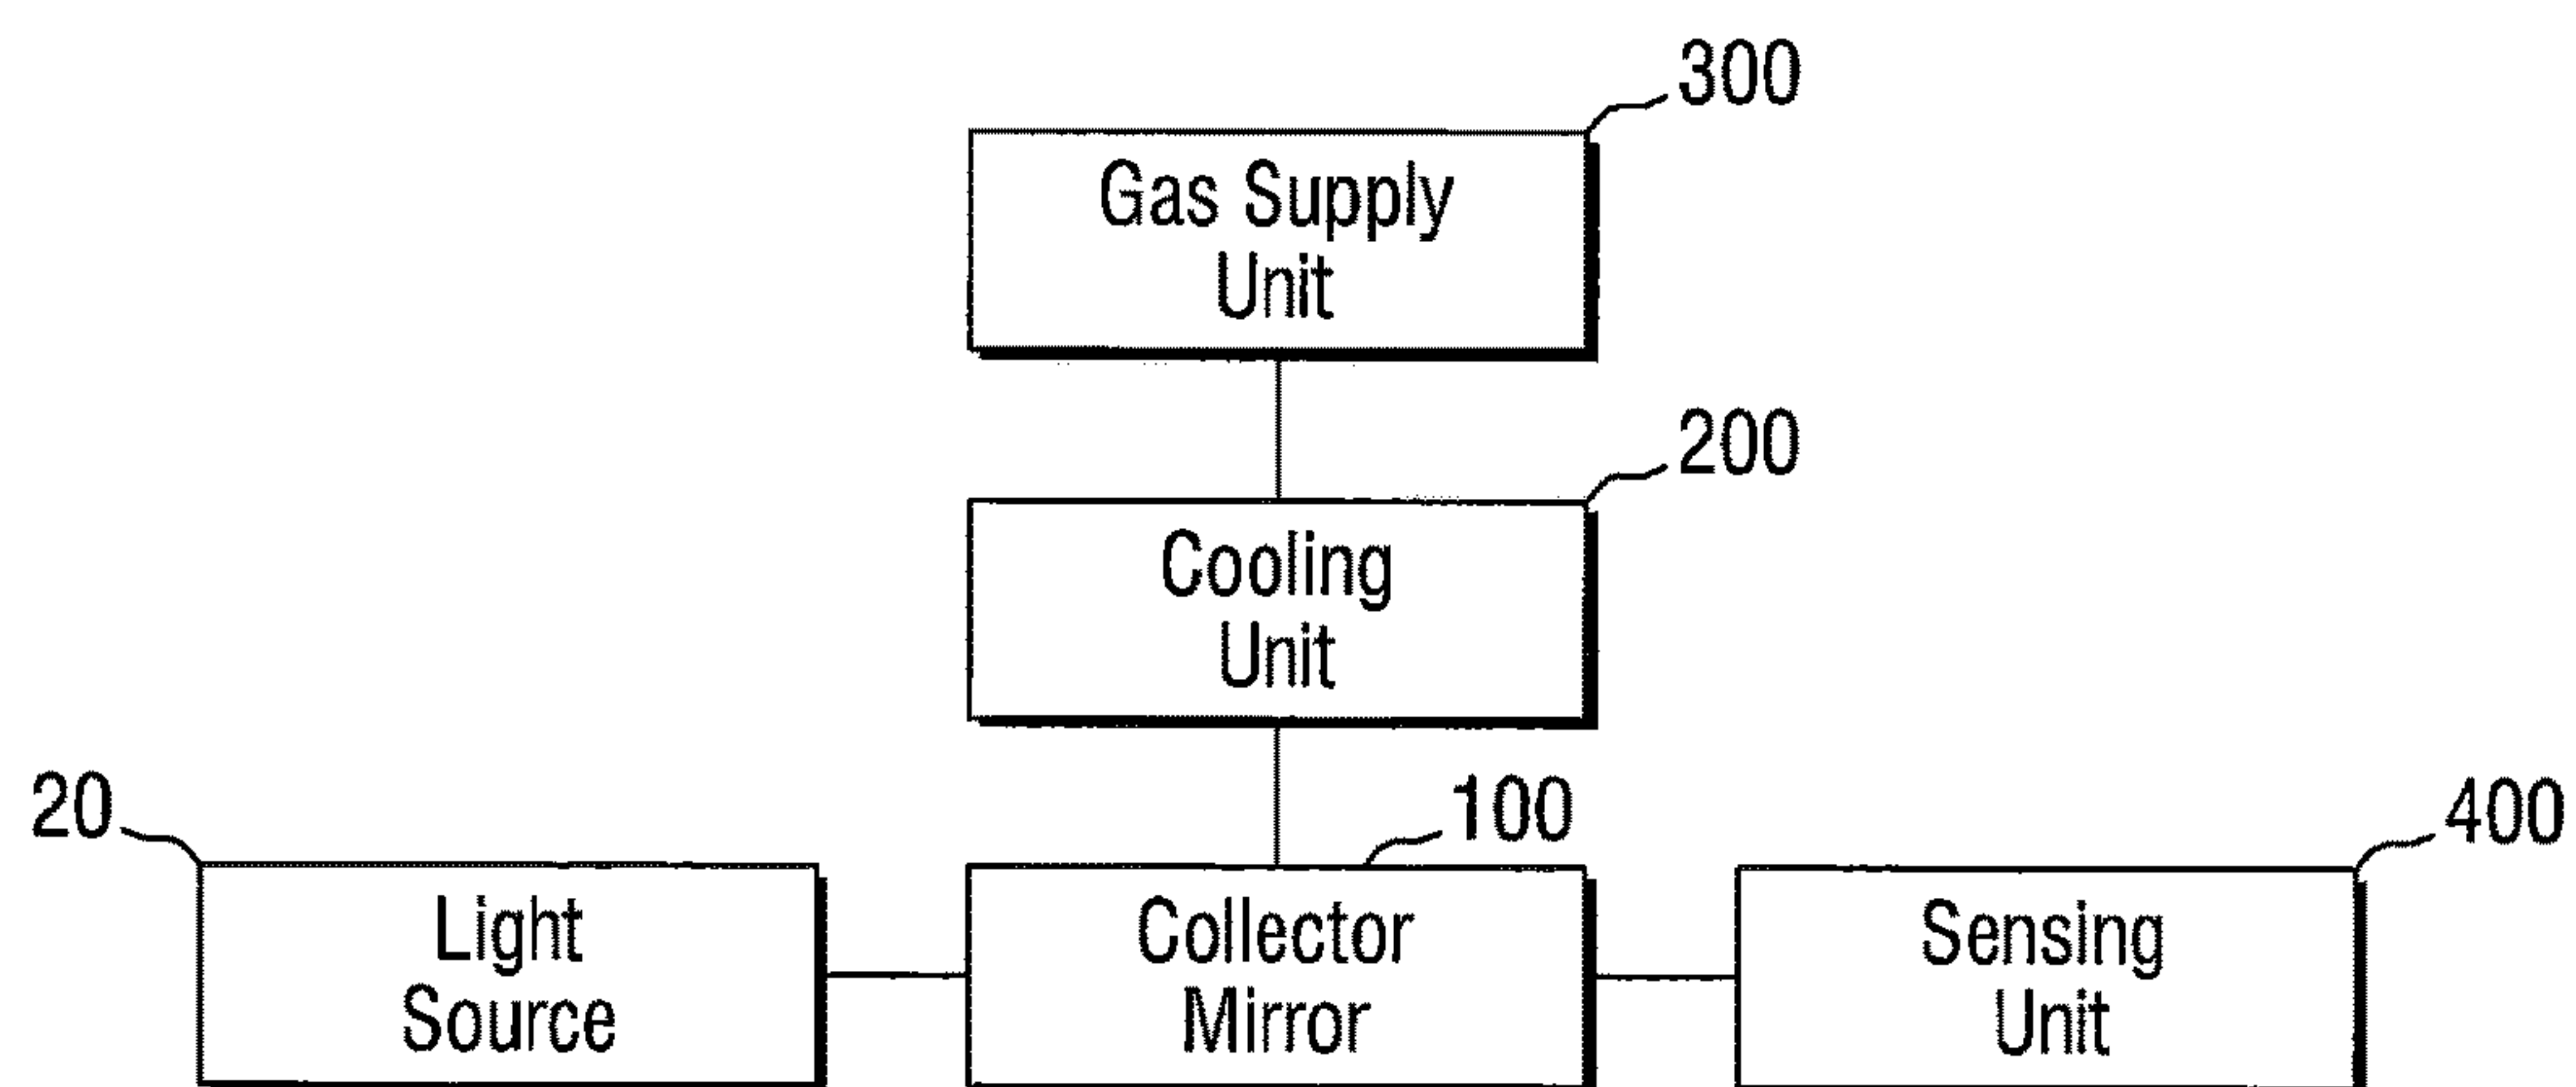 300
Gas Supply
Unit
200
Cooling
Unit
20
100
400
Light
Source
Collector
Mirror
Sensing
Unit